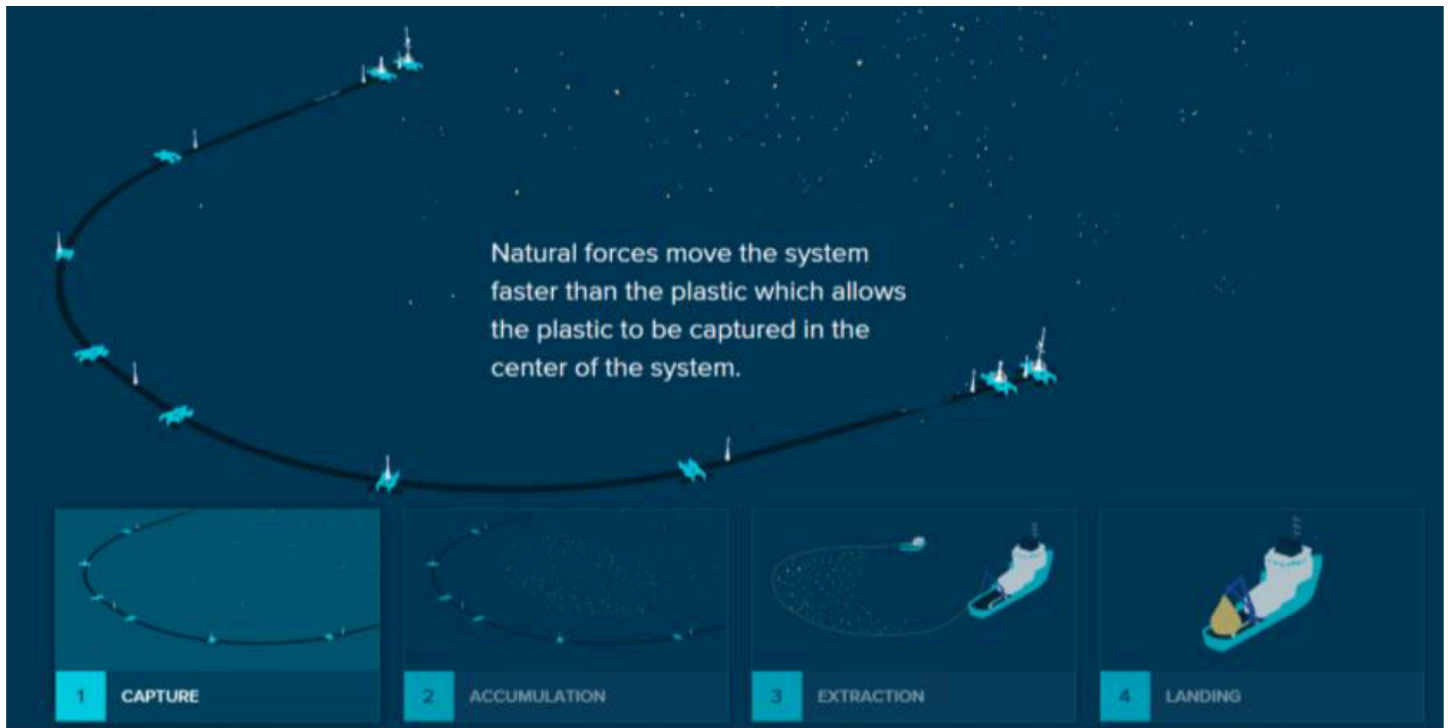 Natural forces move the system
faster than the plastic which allows
the plastic to be captured in the
center of the system.
1 CAPTURE
2 ACCUMULATION
3 EXTRACTION
4 LANDING